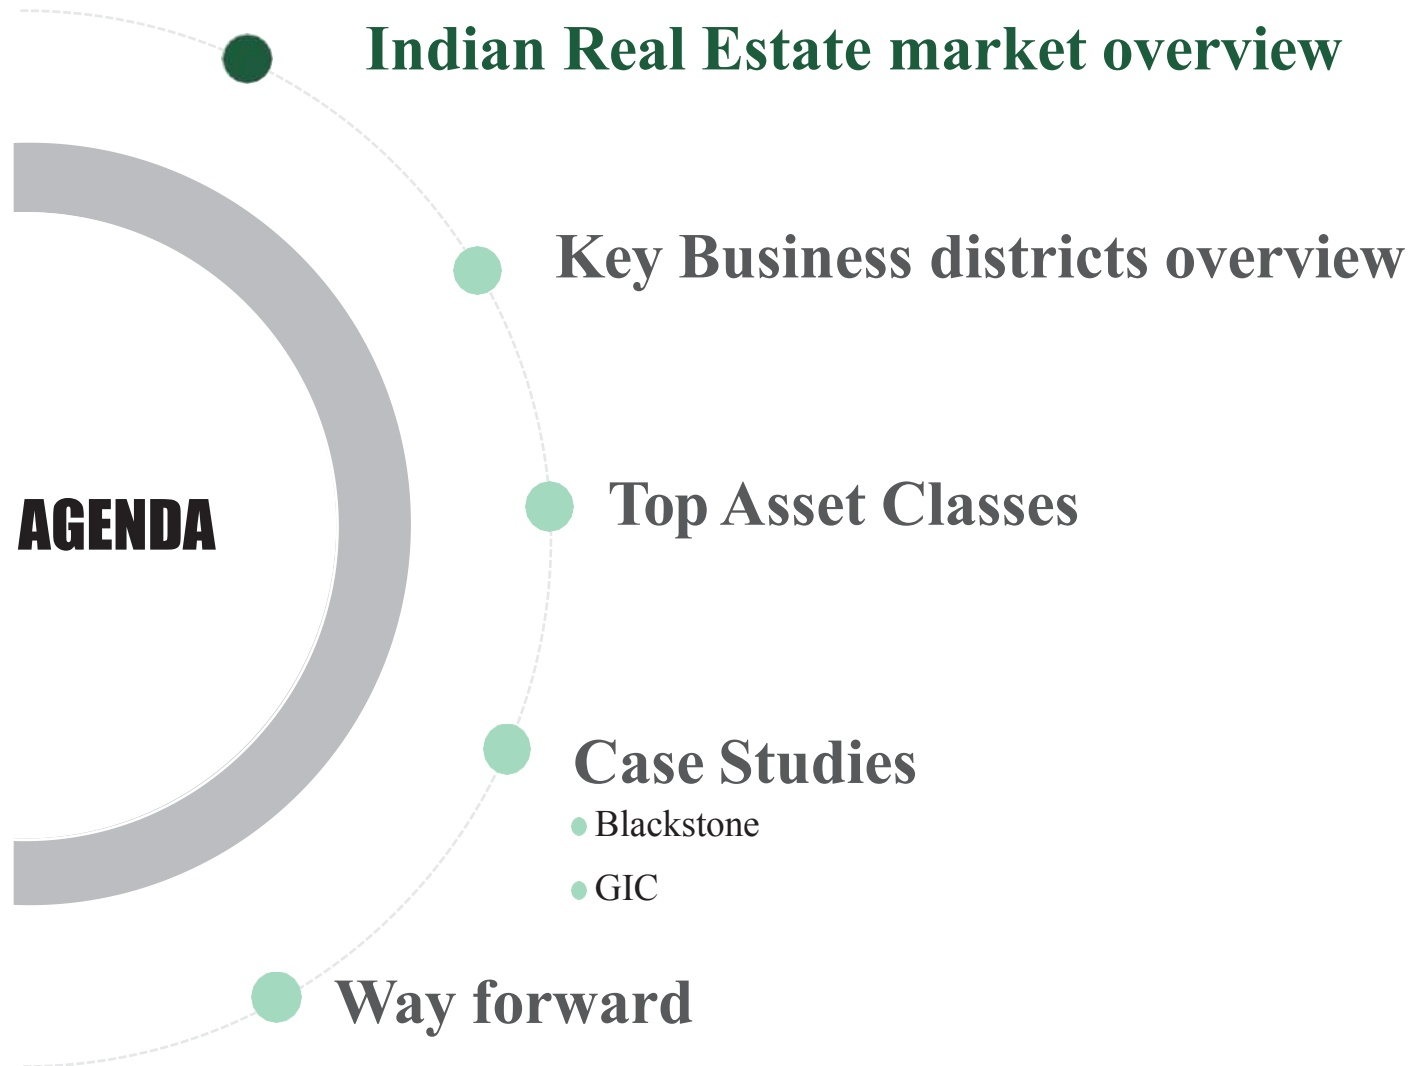 Indian Real Estate market overview
Key Business districts overview
Top Asset Classes
AGENDA
Case Studies
Blackstone
GIC
Way forward